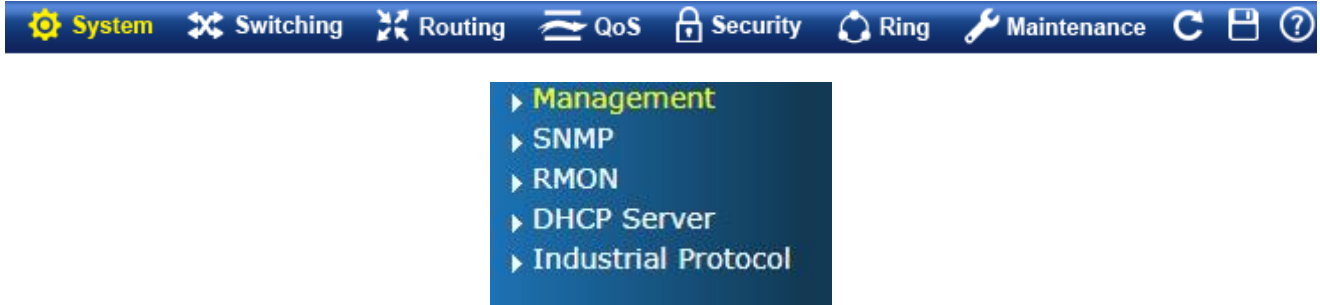 System Switching Routing QoS Security Ring Maintenance
Management
SNMP
RMON
DHCP Server
Industrial Protocol